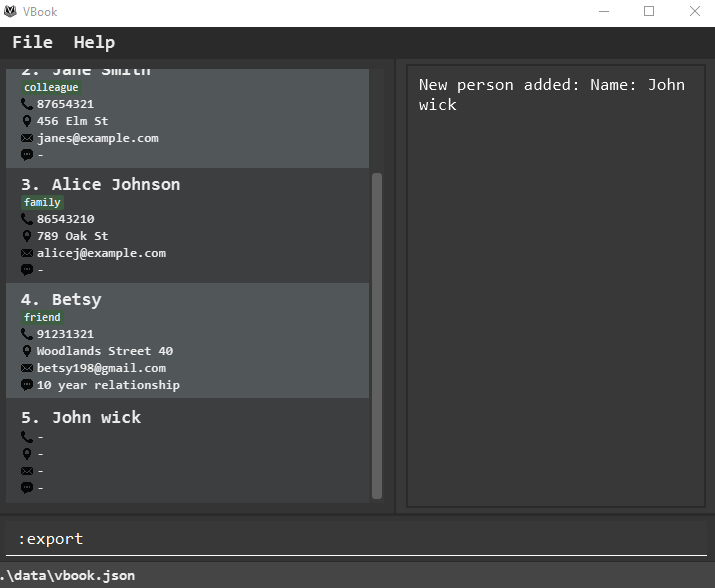 VBook
File Help
2. Jane Smith
colleague
87654321
456 Elm St
janes@example.com
-
3. Alice Johnson
family
86543210
789 Oak St
alicej@example.com
-
4. Betsy
friend
91231321
Woodlands Street 40
betsy198@gmail.com
10 year relationship
5. John wick
-
-
-
-
New person added: Name: John
wick
:export
.\data\vbook.json